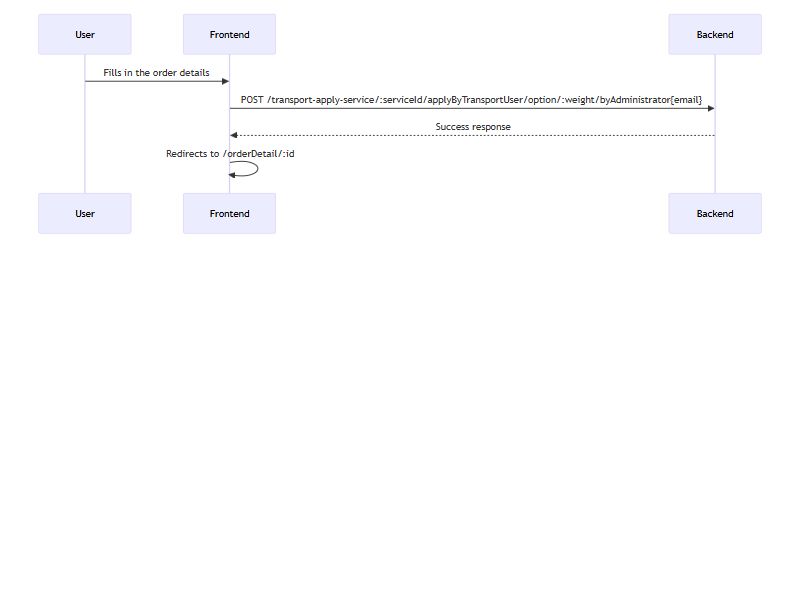 User
Frontend
Backend
Fills in the order details
POST /transport-apply-service/:serviceId/applyByTransportUser/option/:weight/byAdministrator{email}
Success response
Redirects to /orderDetail/:id
User
Frontend
Backend